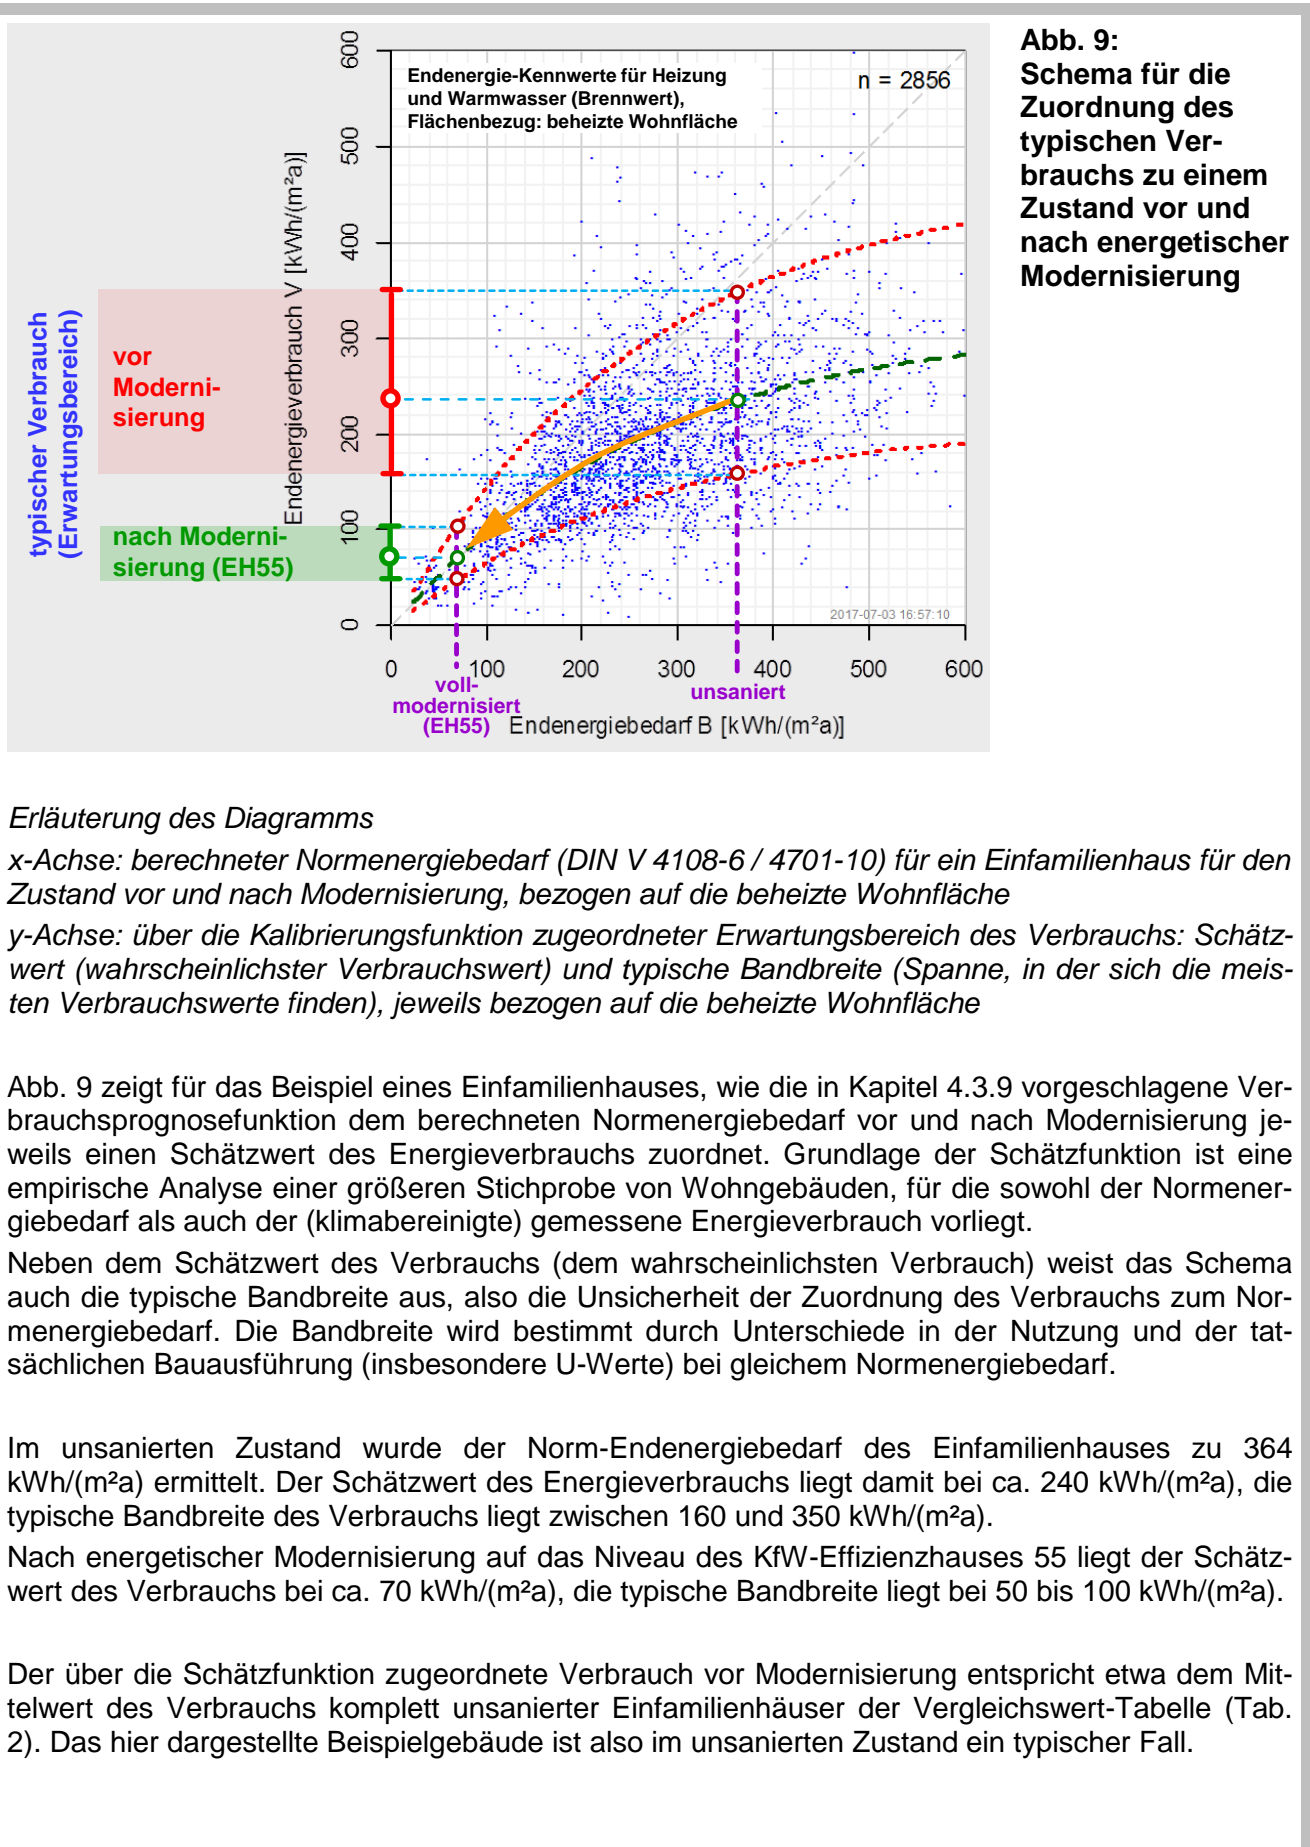 Abb. 9:
Schema für die
Zuordnung des
typischen Ver-
brauchs zu einem
Zustand vor und
nach energetischer
Modernisierung
Endenergie-Kennwerte für Heizung
und Warmwasser (Brennwert),
Flächenbezug: beheizte Wohnfläche
n = 2856
600
500
400
300
200
100
0
Endenergieverbrauch V [kWh/(m²a)]
typischer Verbrauch
(Erwartungsbereich)
vor
Moderni-
sierung
nach Moderni-
sierung (EH55)
2017-07-03 16:57:10
0 100 200 300 400 500 600
voll-
modernisiert
(EH55)
unsaniert
Endenergiebedarf B [kWh/(m²a)]
Erläuterung des Diagramms
x-Achse: berechneter Normenergiebedarf (DIN V 4108-6 / 4701-10) für ein Einfamilienhaus für den
Zustand vor und nach Modernisierung, bezogen auf die beheizte Wohnfläche
y-Achse: über die Kalibrierungsfunktion zugeordneter Erwartungsbereich des Verbrauchs: Schätz-
wert (wahrscheinlichster Verbrauchswert) und typische Bandbreite (Spanne, in der sich die meis-
ten Verbrauchswerte finden), jeweils bezogen auf die beheizte Wohnfläche
Abb. 9 zeigt für das Beispiel eines Einfamilienhauses, wie die in Kapitel 4.3.9 vorgeschlagene Ver-
brauchsprognosefunktion dem berechneten Normenergiebedarf vor und nach Modernisierung je-
weils einen Schätzwert des Energieverbrauchs zuordnet. Grundlage der Schätzfunktion ist eine
empirische Analyse einer größeren Stichprobe von Wohngebäuden, für die sowohl der Normener-
giebedarf als auch der (klimabereinigte) gemessene Energieverbrauch vorliegt.
Neben dem Schätzwert des Verbrauchs (dem wahrscheinlichsten Verbrauch) weist das Schema
auch die typische Bandbreite aus, also die Unsicherheit der Zuordnung des Verbrauchs zum Nor-
menergiebedarf. Die Bandbreite wird bestimmt durch Unterschiede in der Nutzung und der tat-
sächlichen Bauausführung (insbesondere U-Werte) bei gleichem Normenergiebedarf.
Im unsanierten Zustand wurde der Norm-Endenergiebedarf des Einfamilienhauses zu 364
kWh/(m²a) ermittelt. Der Schätzwert des Energieverbrauchs liegt damit bei ca. 240 kWh/(m²a), die
typische Bandbreite des Verbrauchs liegt zwischen 160 und 350 kWh/(m²a).
Nach energetischer Modernisierung auf das Niveau des KfW-Effizienzhauses 55 liegt der Schätz-
wert des Verbrauchs bei ca. 70 kWh/(m²a), die typische Bandbreite liegt bei 50 bis 100 kWh/(m²a).
Der über die Schätzfunktion zugeordnete Verbrauch vor Modernisierung entspricht etwa dem Mit-
telwert des Verbrauchs komplett unsanierter Einfamilienhäuser der Vergleichswert-Tabelle (Tab.
2). Das hier dargestellte Beispielgebäude ist also im unsanierten Zustand ein typischer Fall.